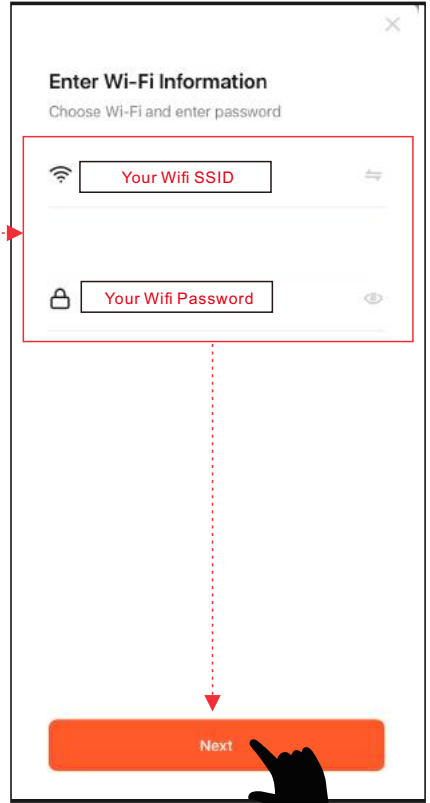 Enter Wi-Fi Information
Choose Wi-Fi and enter password
Your Wifi SSID
Your Wifi Password
Next